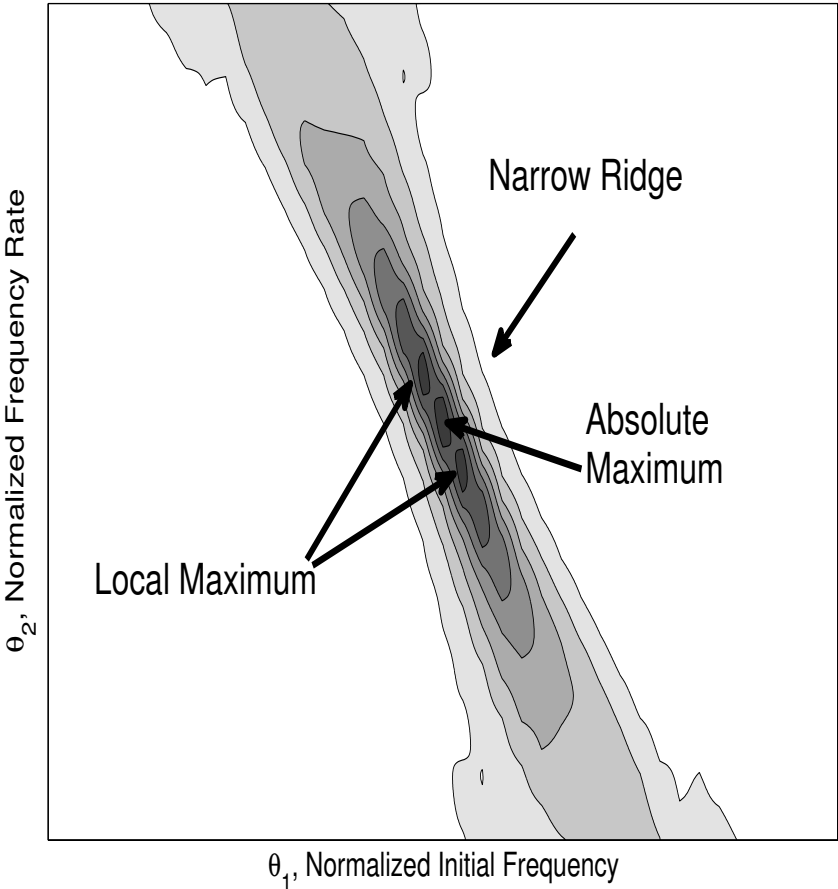 Narrow Ridge
Absolute
Maximum
Local Maximum
θ2, Normalized Frequency Rate
θ1, Normalized Initial Frequency